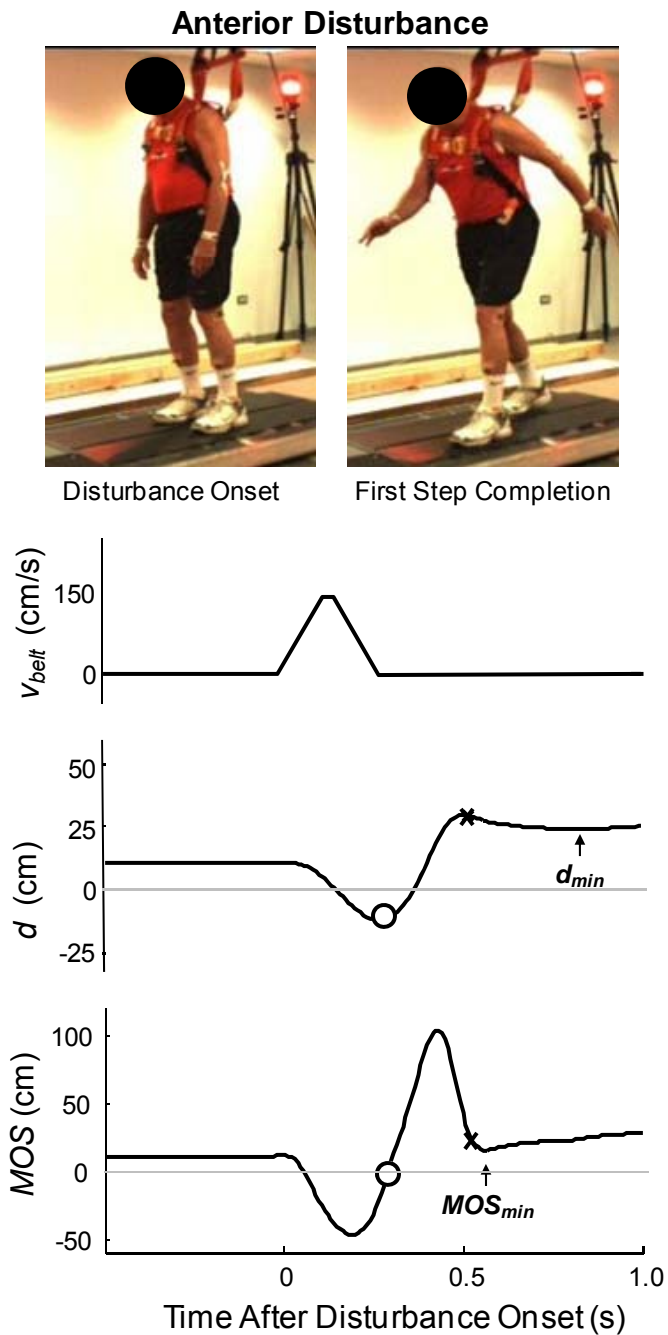 Anterior Disturbance
Disturbance Onset
First Step Completion
v_belt (cm/s)
150
0
d (cm)
50
25
0
-25
d_min
MOS (cm)
100
50
0
-50
MOS_min
0
0.5
1.0
Time After Disturbance Onset (s)